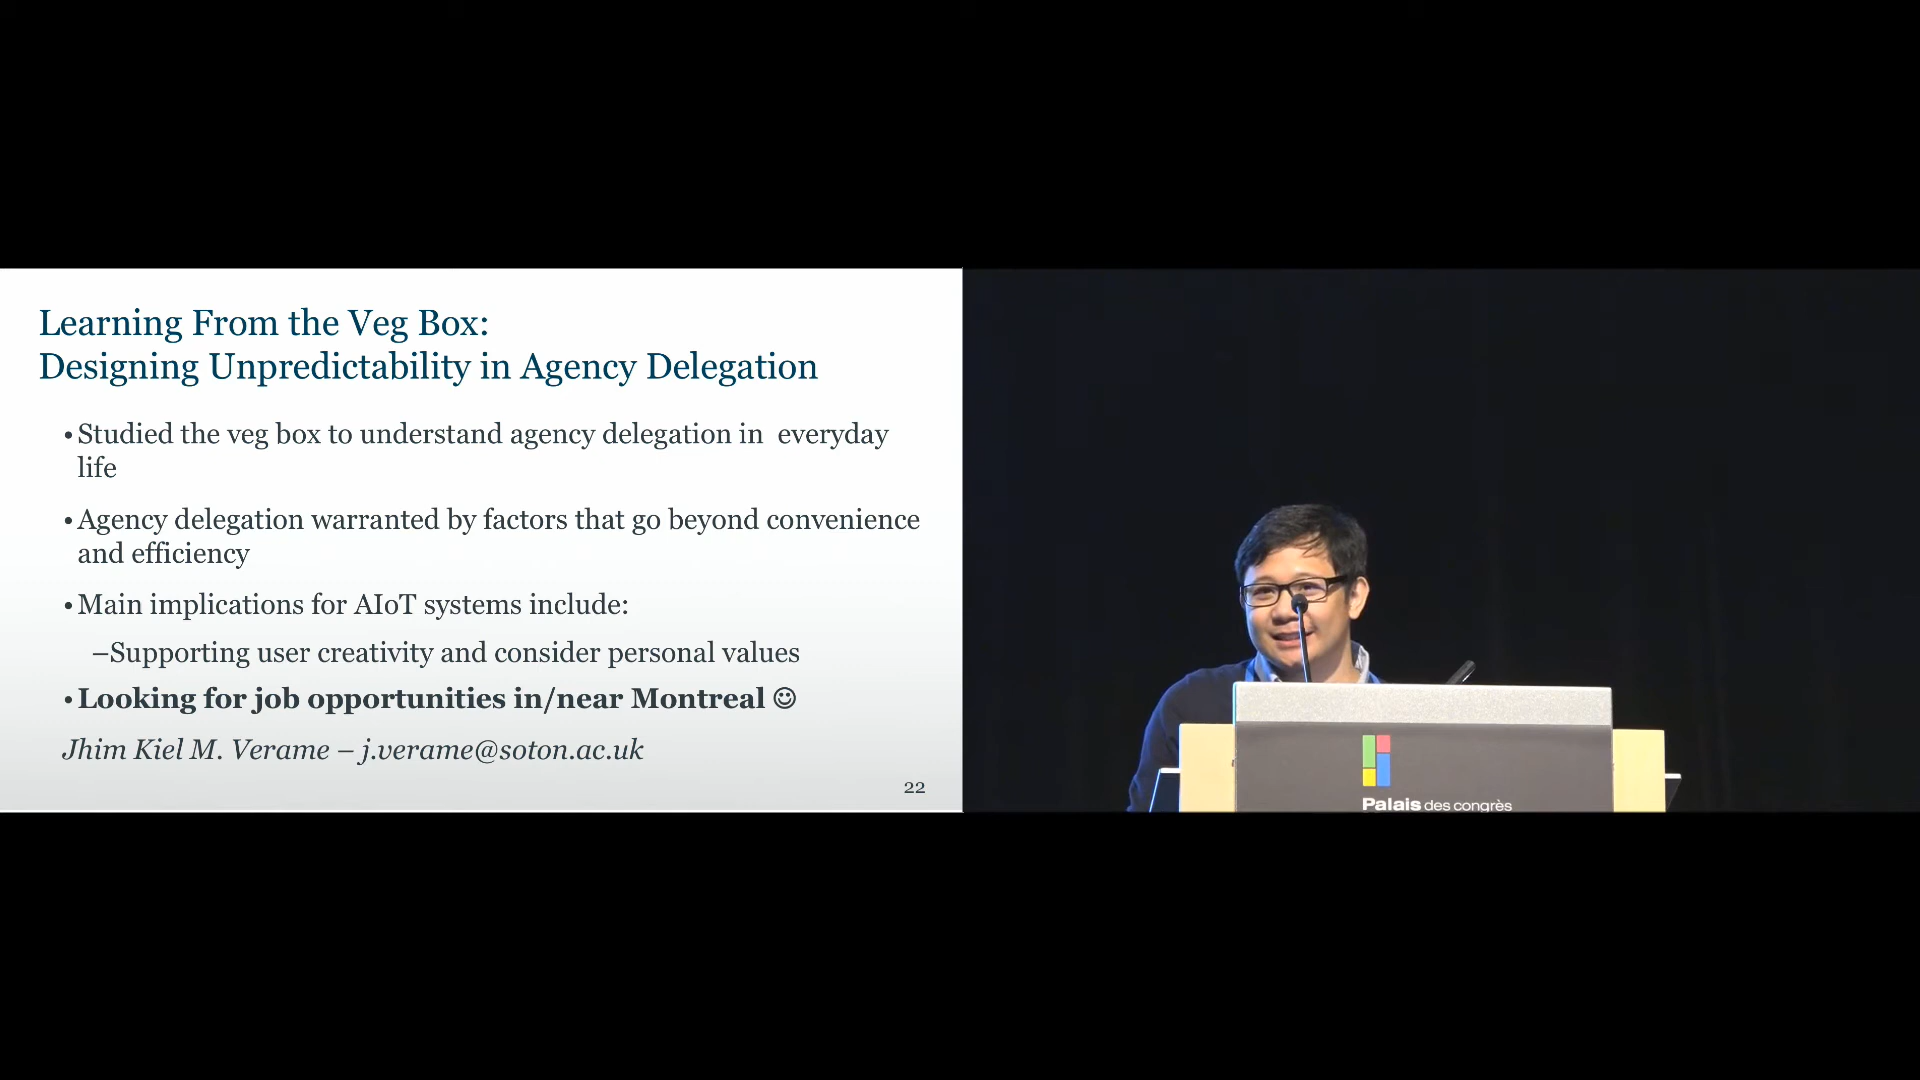 Learning From the Veg Box:
Designing Unpredictability in Agency Delegation
•Studied the veg box to understand agency delegation in  everyday
life
•Agency delegation warranted by factors that go beyond convenience
and efficiency
•Main implications for AIoT systems include:
–Supporting user creativity and consider personal values
•Looking for job opportunities in/near Montreal ☺
Jhim Kiel M. Verame – j.verame@soton.ac.uk
22
Palais des congrès